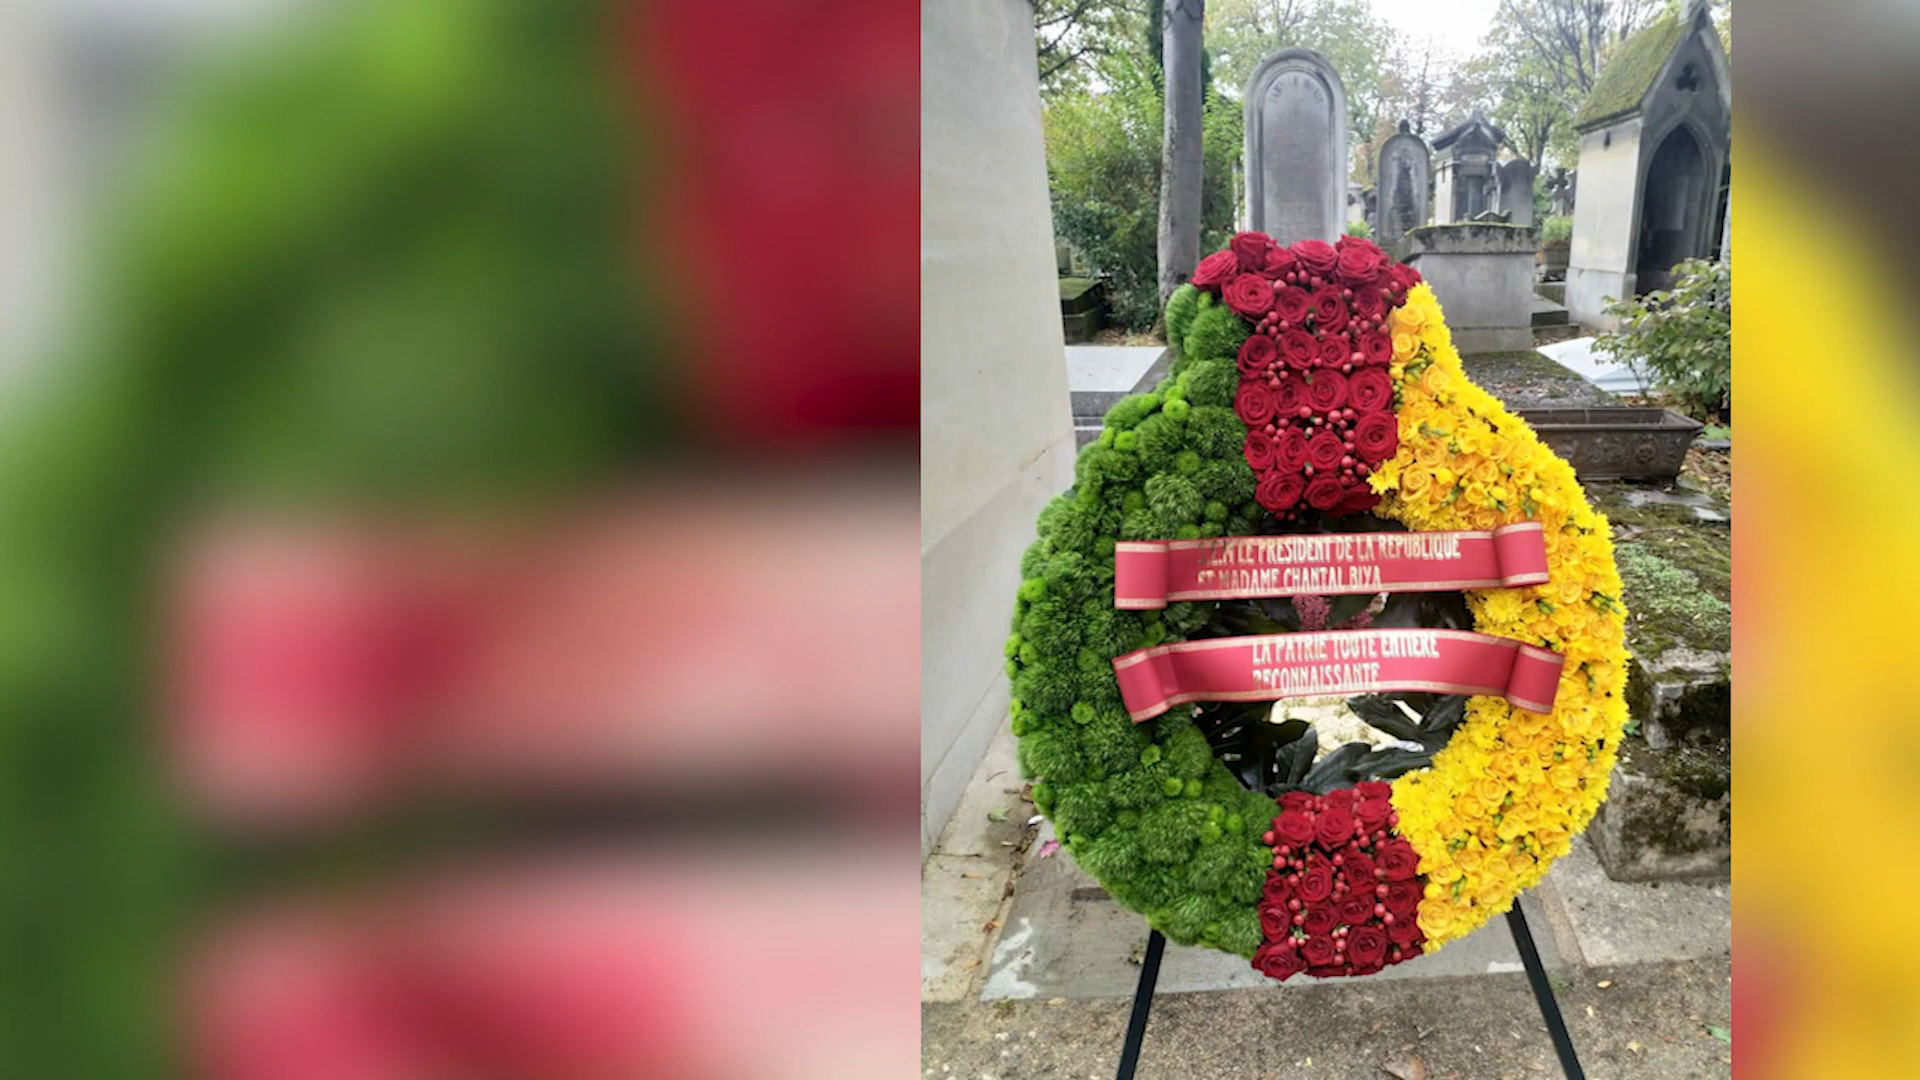 LE PRESIDENT DE LA REPUBLIQUE
ET MADAME CHANTAL BIYA
LA PATRIE TOUTE ENTIERE
RECONNAISSANTE